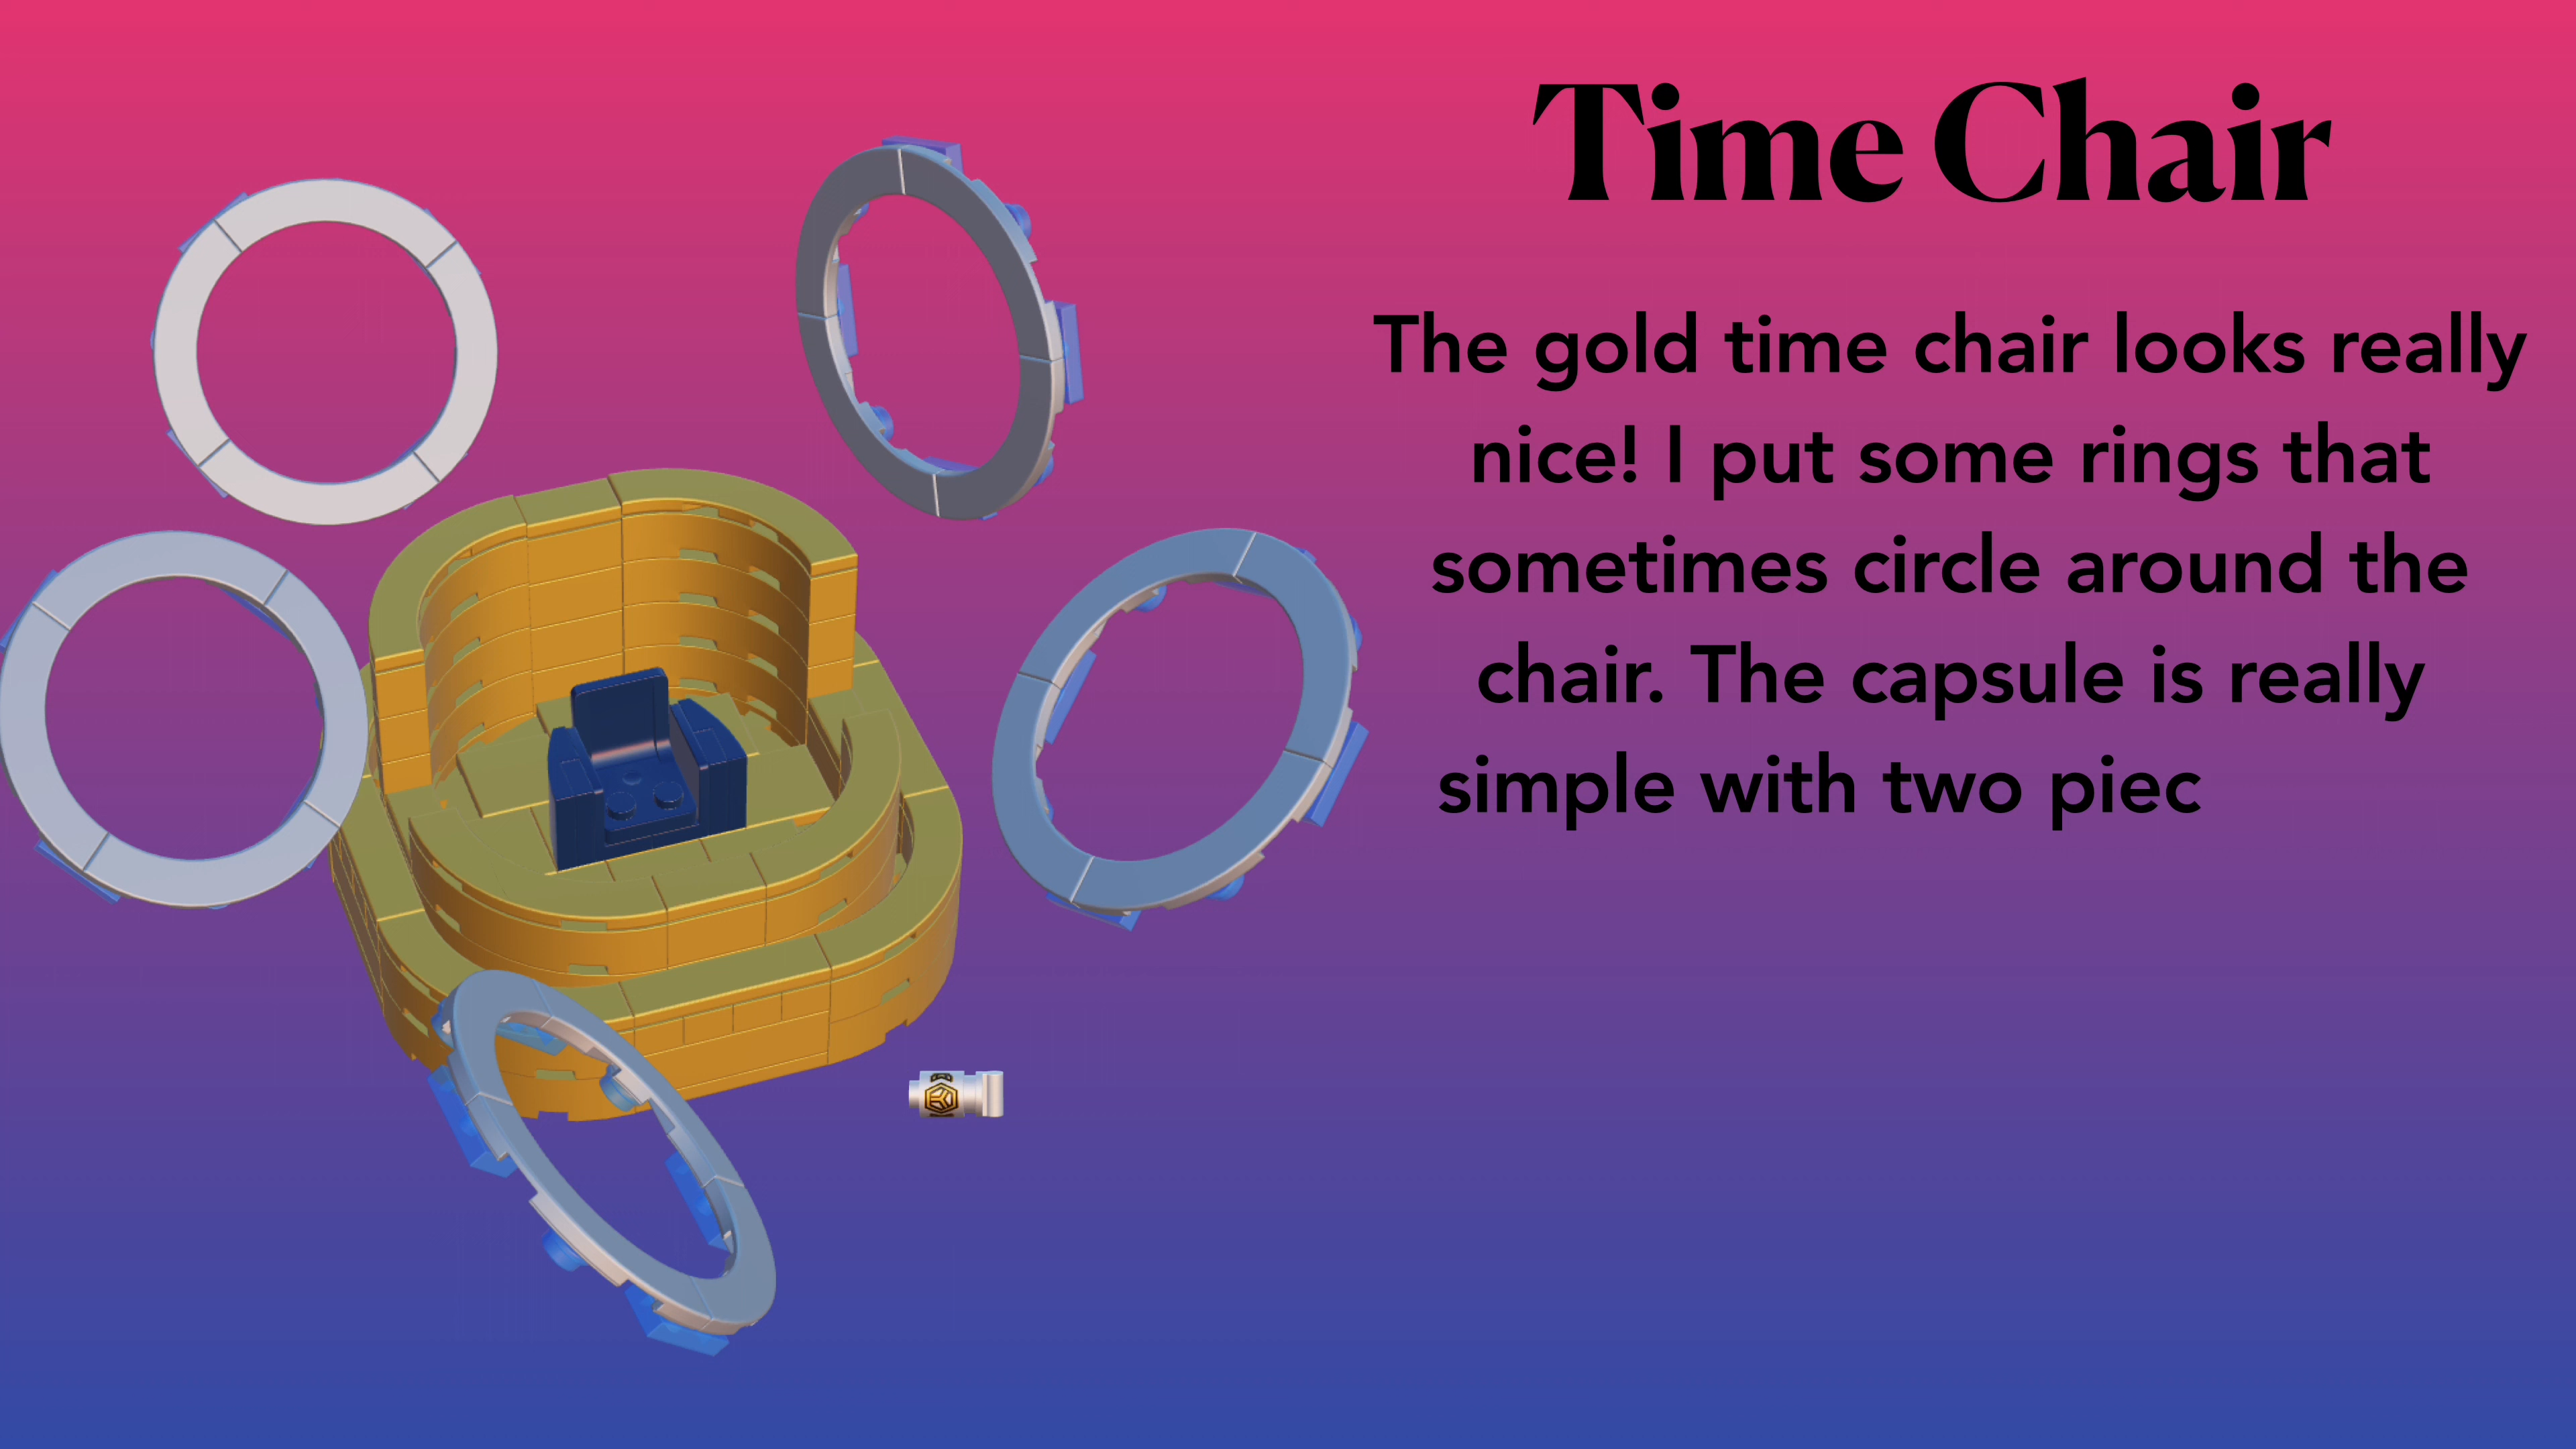 Time Chair
The gold time chair looks really
nice! I put some rings that
sometimes circle around the
chair. The capsule is really
simple with two piec